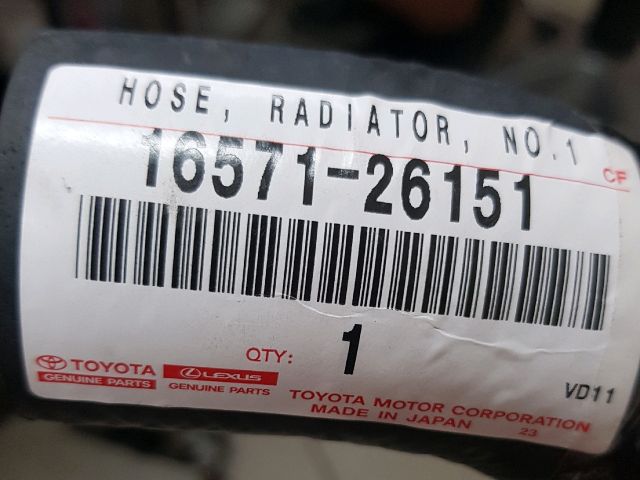 HOSE, RADIATOR, NO.1
CF
16571-26151
QTY: 1
TOYOTA
GENUINE PARTS
LEXUS
GENUINE PARTS
VD11
TOYOTA MOTOR CORPORATION
MADE IN JAPAN 23